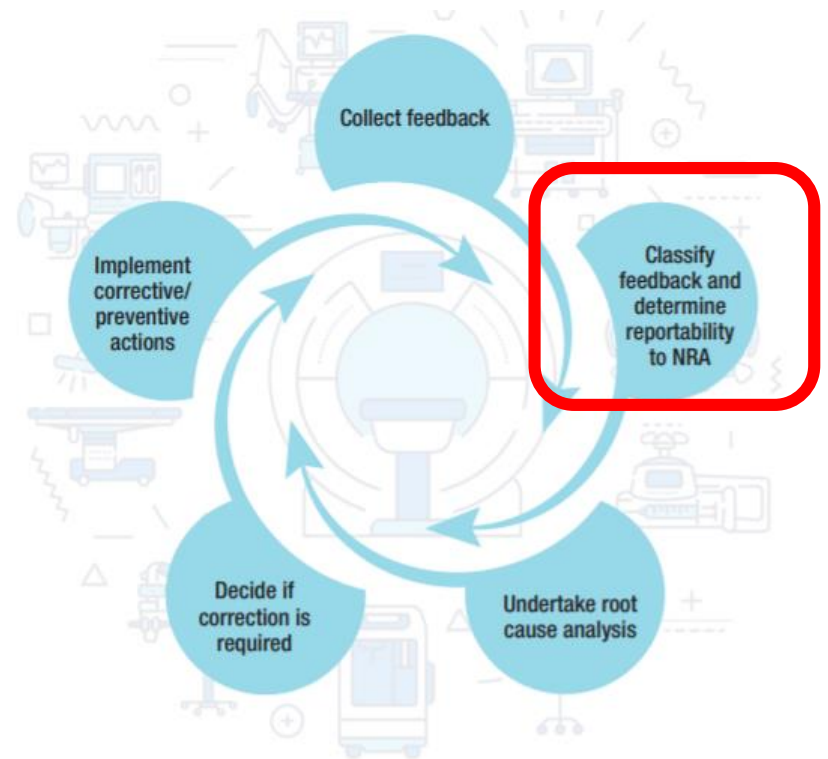 Collect feedback
Classify
feedback and
determine
reportability
to NRA
Undertake root
cause analysis
Decide if
correction is
required
Implement
corrective/
preventive
actions